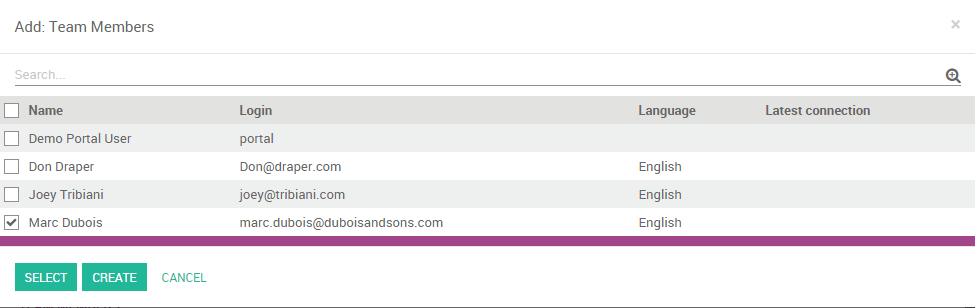 Add: Team Members ×
Search...
Name Login Language Latest connection
Demo Portal User portal
Don Draper Don@draper.com English
Joey Tribiani joey@tribiani.com English
Marc Dubois marc.dubois@duboisandsons.com English
SELECT CREATE CANCEL